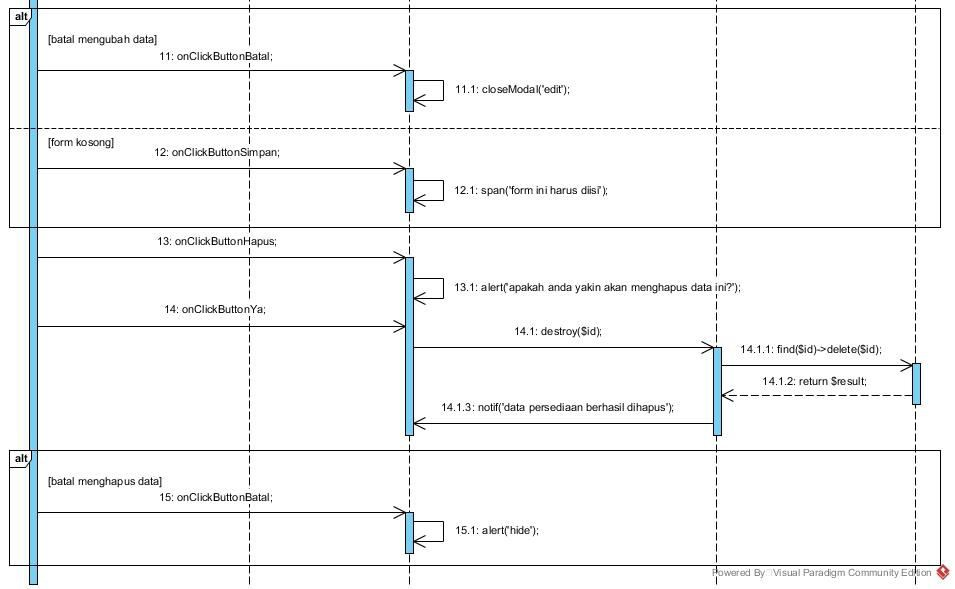 alt
[batal mengubah data]
11: onClickButtonBatal;
11.1: closeModal('edit');
[form kosong]
12: onClickButtonSimpan;
12.1: span('form ini harus diisi');
13: onClickButtonHapus;
13.1: alert('apakah anda yakin akan menghapus data ini?');
14: onClickButtonYa;
14.1: destroy($id);
14.1.1: find($id)->delete($id);
14.1.2: return $result;
14.1.3: notif('data persediaan berhasil dihapus');
alt
[batal menghapus data]
15: onClickButtonBatal;
15.1: alert('hide');
Powered By Visual Paradigm Community Edition